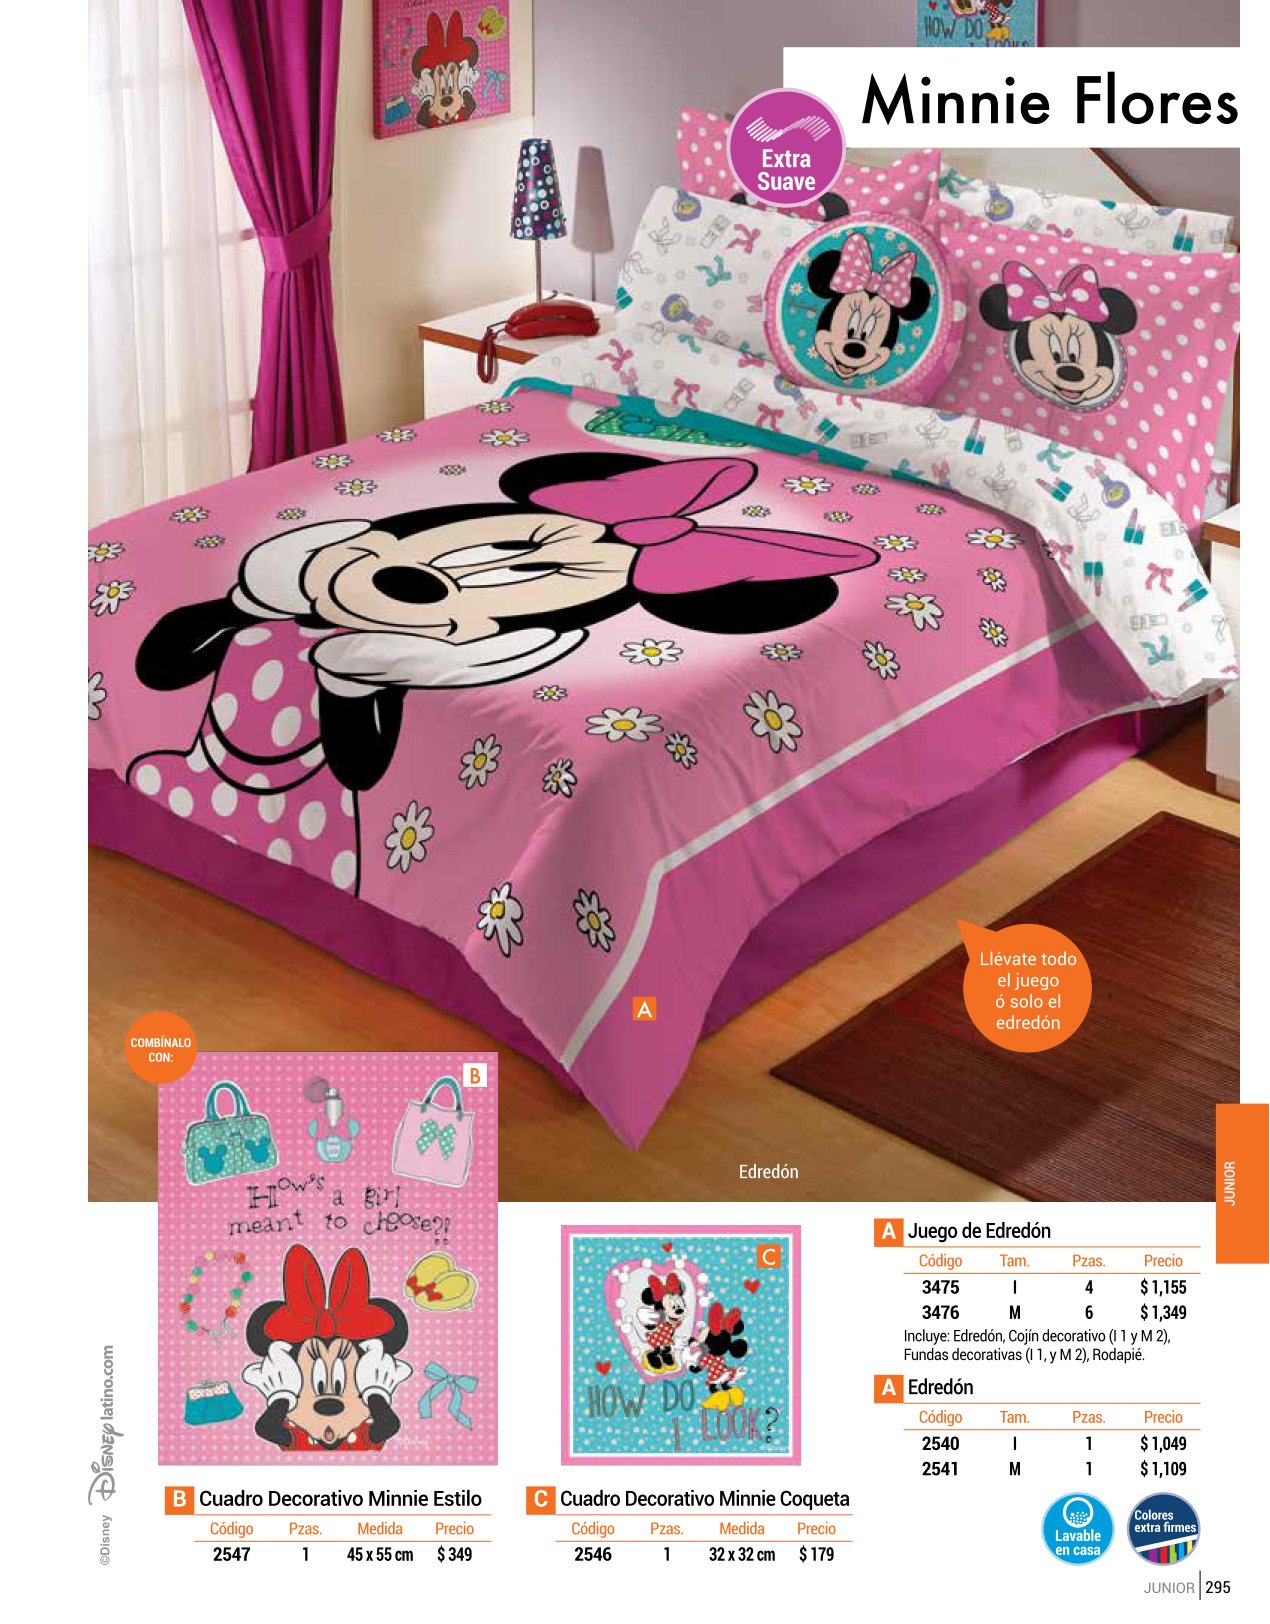 HOW DO
Minnie Flores
Extra
Suave
Llévate todo
el juego
ó solo el
edredón
A
COMBÍNALO
CON:
B
Edredón
How's a girl
meant to choose?!
©Disney
C
HOW DO
I LOOK?
JUNIOR
A Juego de Edredón
Código Tam. Pzas. Precio
3475 I 4 $ 1,155
3476 M 6 $ 1,349
Incluye: Edredón, Cojín decorativo (I 1 y M 2),
Fundas decorativas (I 1, y M 2), Rodapié.
A Edredón
Código Tam. Pzas. Precio
2540 I 1 $ 1,049
2541 M 1 $ 1,109
B Cuadro Decorativo Minnie Estilo
Código Pzas. Medida Precio
2547 1 45 x 55 cm $ 349
C Cuadro Decorativo Minnie Coqueta
Código Pzas. Medida Precio
2546 1 32 x 32 cm $ 179
Lavable
en casa
Colores
extra firmes
©Disney Disney latino.com
JUNIOR 295